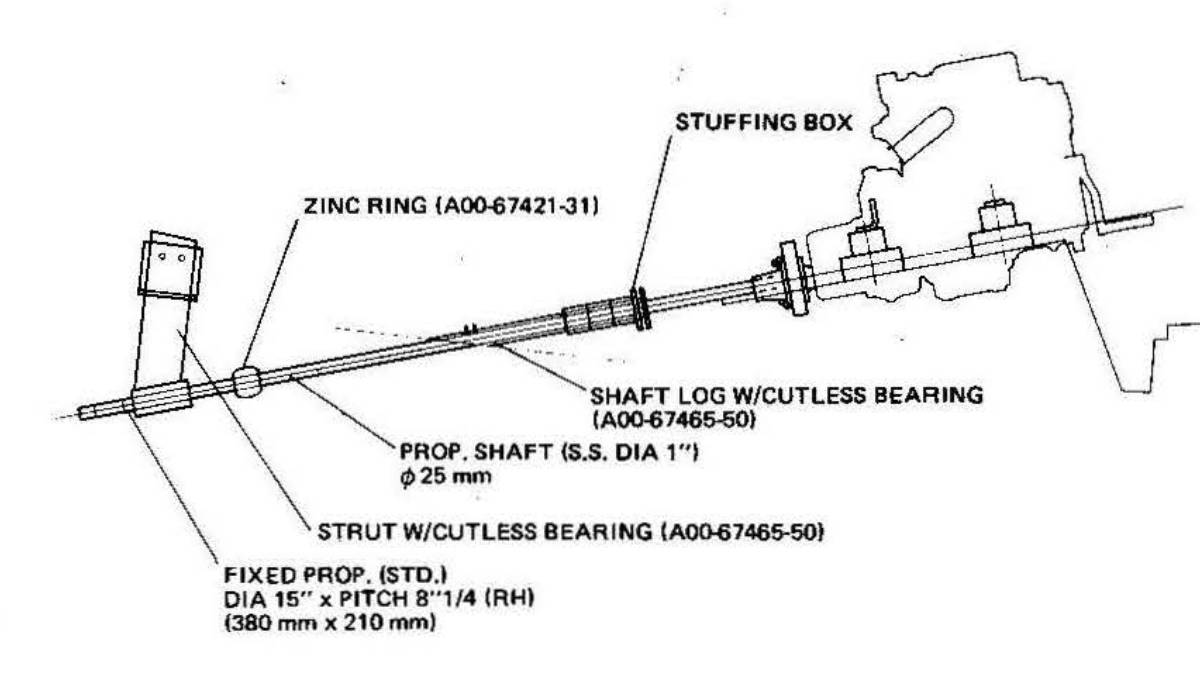 STUFFING BOX
ZINC RING (A00-67421-31)
SHAFT LOG W/CUTLESS BEARING
(A00-67465-50)
PROP. SHAFT (S.S. DIA 1")
ϕ 25 mm
STRUT W/CUTLESS BEARING (A00-67465-50)
FIXED PROP. (STD.)
DIA 15" x PITCH 8"1/4 (RH)
(380 mm x 210 mm)